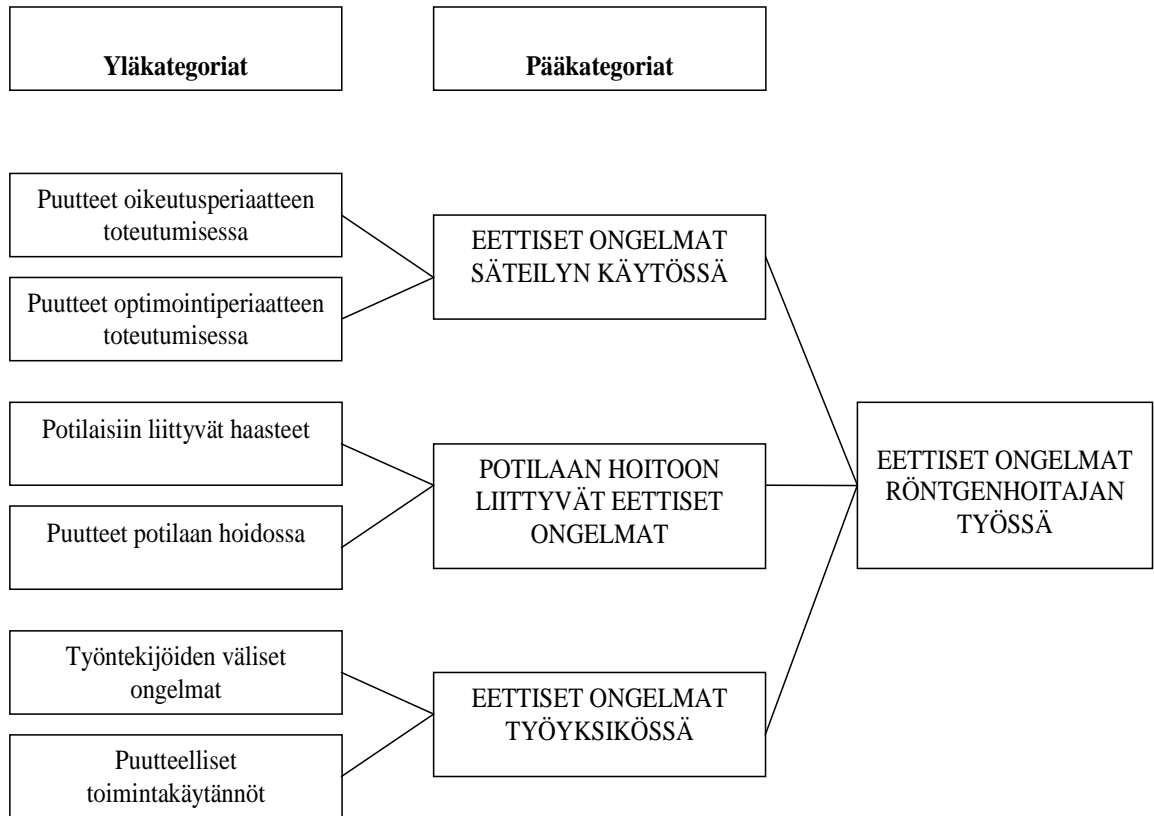 Yläkategoriat
Pääkategoriat
Puutteet oikeutusperiaatteen
toteutumisessa
Puutteet optimointiperiaatteen
toteutumisessa
EETTISET ONGELMAT
SÄTEILYN KÄYTÖSSÄ
Potilaisiin liittyvät haasteet
Puutteet potilaan hoidossa
POTILAAN HOITOON
LIITTYVÄT EETTISET
ONGELMAT
Työntekijöiden väliset
ongelmat
Puutteelliset
toimintakäytännöt
EETTISET ONGELMAT
TYÖYKSIKÖSSÄ
EETTISET ONGELMAT
RÖNTGENHOITAJAN
TYÖSSÄ